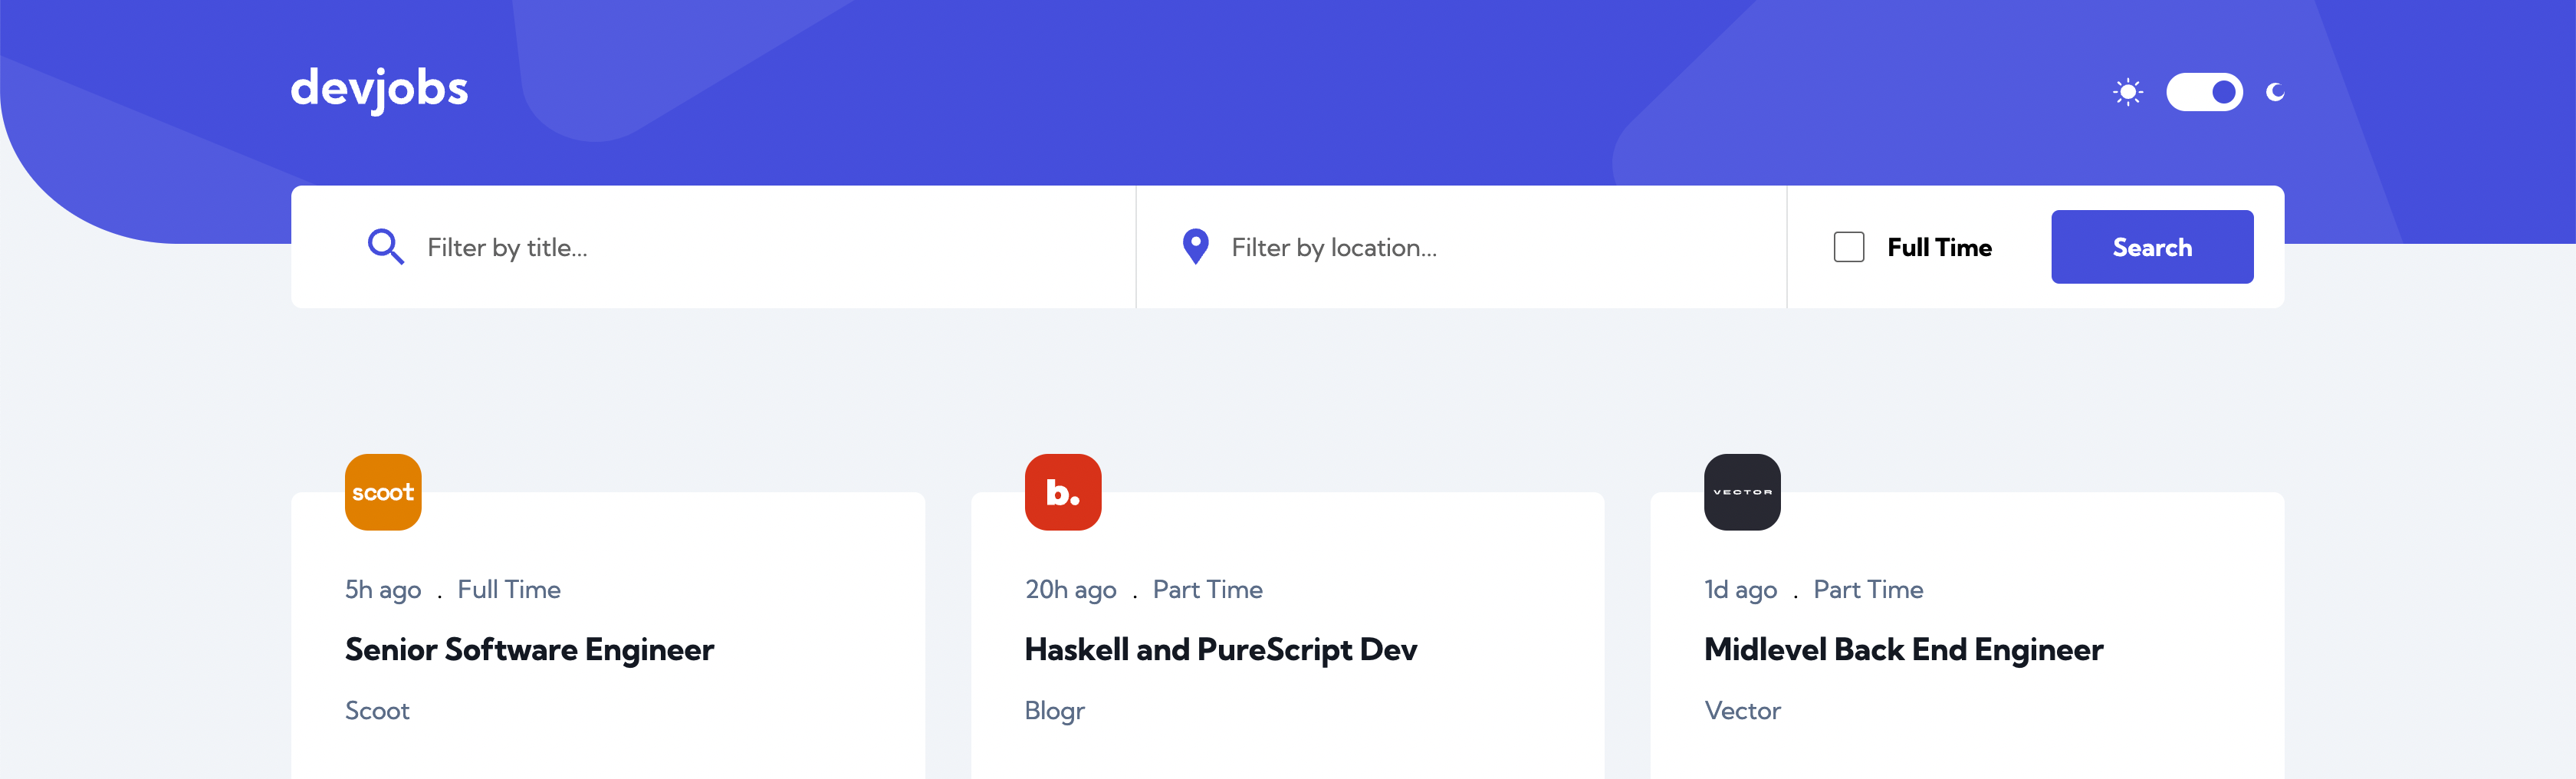 devjobs
Filter by title...
Filter by location...
Full Time
Search
scoot
b.
VECTOR
5h ago . Full Time
Senior Software Engineer
Scoot
20h ago . Part Time
Haskell and PureScript Dev
Blogr
1d ago . Part Time
Midlevel Back End Engineer
Vector